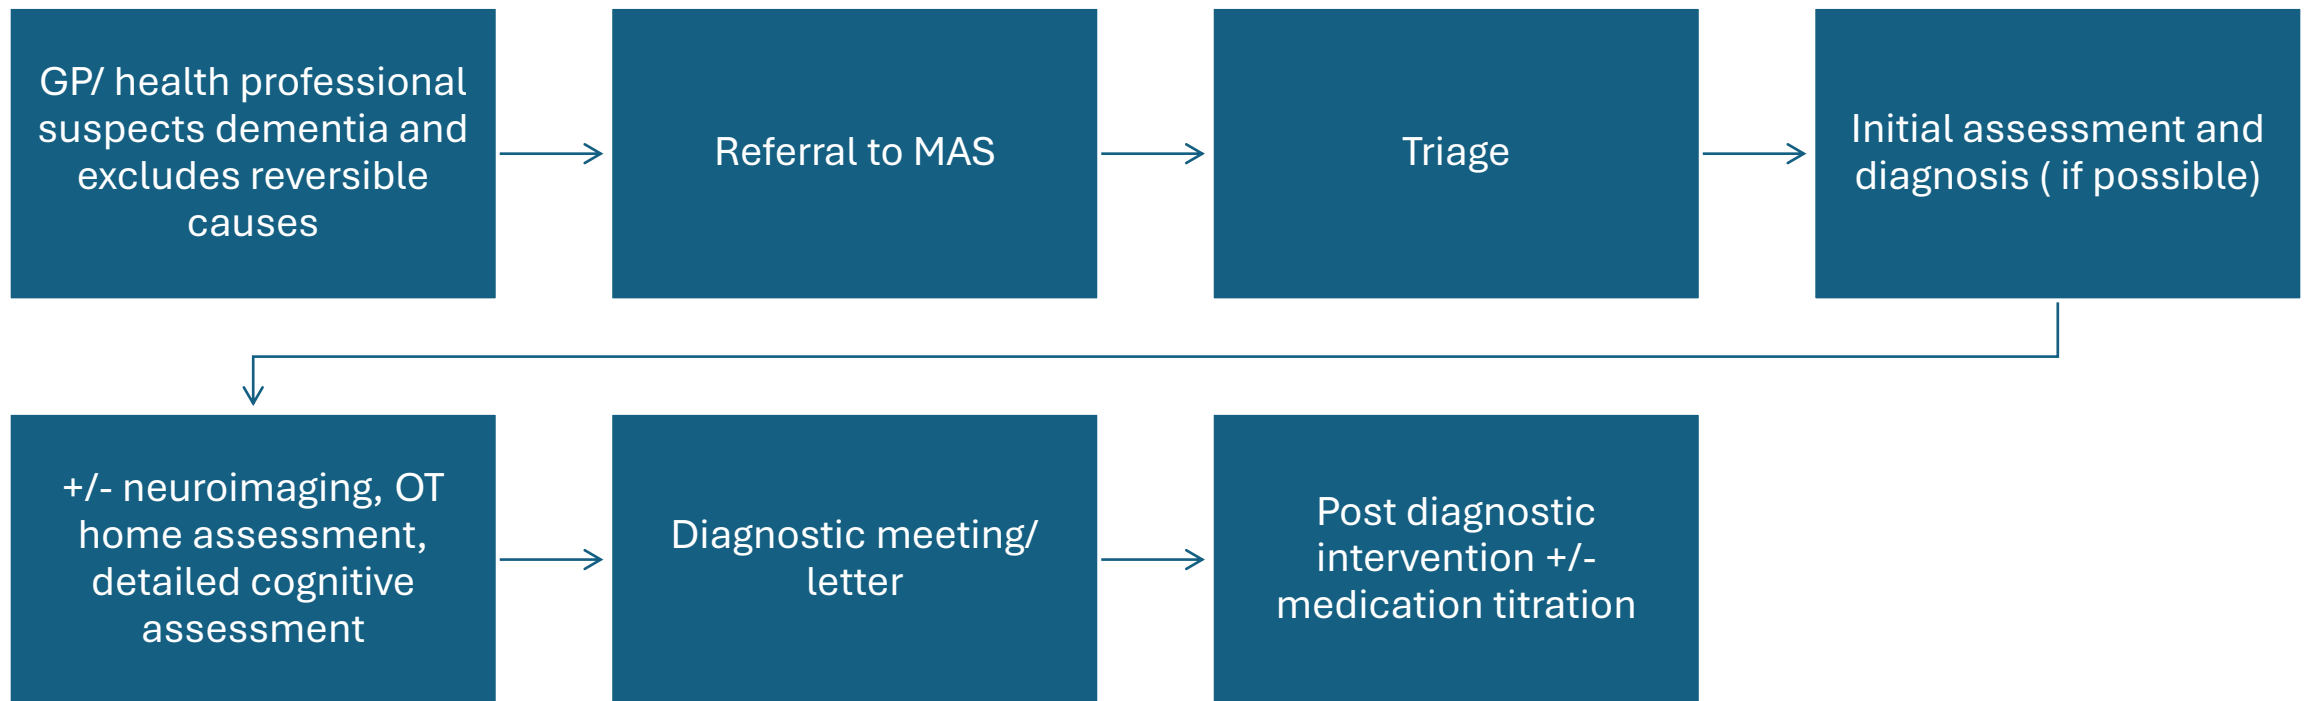 GP/ health professional
suspects dementia and
excludes reversible
causes
Referral to MAS
Triage
Initial assessment and
diagnosis ( if possible)
+/- neuroimaging, OT
home assessment,
detailed cognitive
assessment
Diagnostic meeting/
letter
Post diagnostic
intervention +/-
medication titration